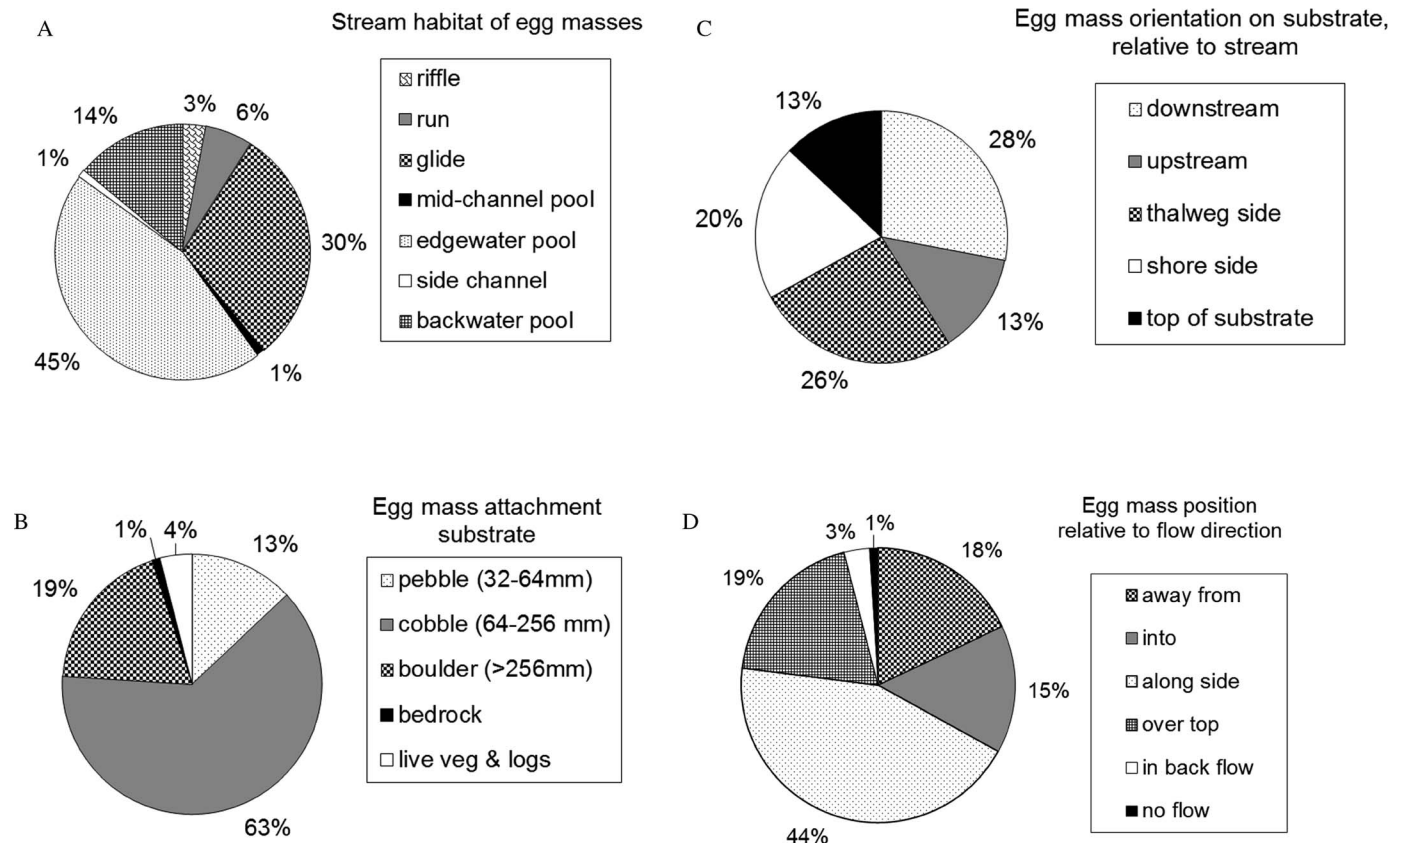 A
Stream habitat of egg masses
3%
6%
14%
1%
30%
45%
1%
riffle
run
glide
mid-channel pool
edgewater pool
side channel
backwater pool
C
Egg mass orientation on substrate,
relative to stream
13%
28%
20%
13%
26%
downstream
upstream
thalweg side
shore side
top of substrate
B
Egg mass attachment
substrate
1%
4%
13%
19%
63%
pebble (32-64mm)
cobble (64-256 mm)
boulder (>256mm)
bedrock
live veg & logs
D
Egg mass position
relative to flow direction
3%
1%
18%
19%
15%
44%
away from
into
along side
over top
in back flow
no flow